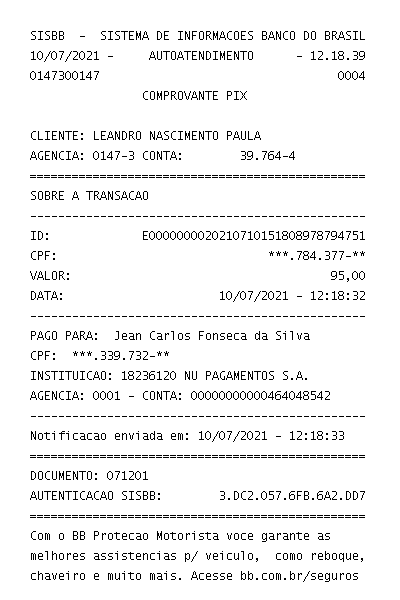 SISBB - SISTEMA DE INFORMACOES BANCO DO BRASIL
10/07/2021 - AUTOATENDIMENTO - 12.18.39
0147300147 0004
COMPROVANTE PIX
CLIENTE: LEANDRO NASCIMENTO PAULA
AGENCIA: 0147-3 CONTA: 39.764-4
================================================
SOBRE A TRANSACAO
------------------------------------------------
ID: E0000000020210710151808978794751
CPF: ***.784.377-**
VALOR: 95,00
DATA: 10/07/2021 - 12:18:32
------------------------------------------------
PAGO PARA: Jean Carlos Fonseca da Silva
CPF: ***.339.732-**
INSTITUICAO: 18236120 NU PAGAMENTOS S.A.
AGENCIA: 0001 - CONTA: 00000000000464048542
------------------------------------------------
Notificacao enviada em: 10/07/2021 - 12:18:33
================================================
DOCUMENTO: 071201
AUTENTICACAO SISBB: 3.DC2.057.6FB.6A2.DD7
================================================
Com o BB Protecao Motorista voce garante as
melhores assistencias p/ veiculo, como reboque,
chaveiro e muito mais. Acesse bb.com.br/seguros